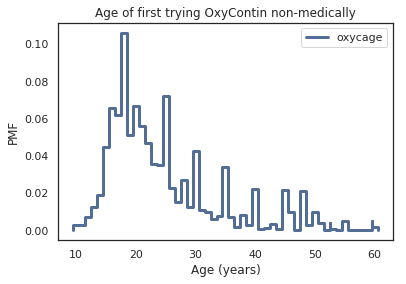 Age of first trying OxyContin non-medically
oxycage
PMF
0.10
0.08
0.06
0.04
0.02
0.00
10 20 30 40 50 60
Age (years)